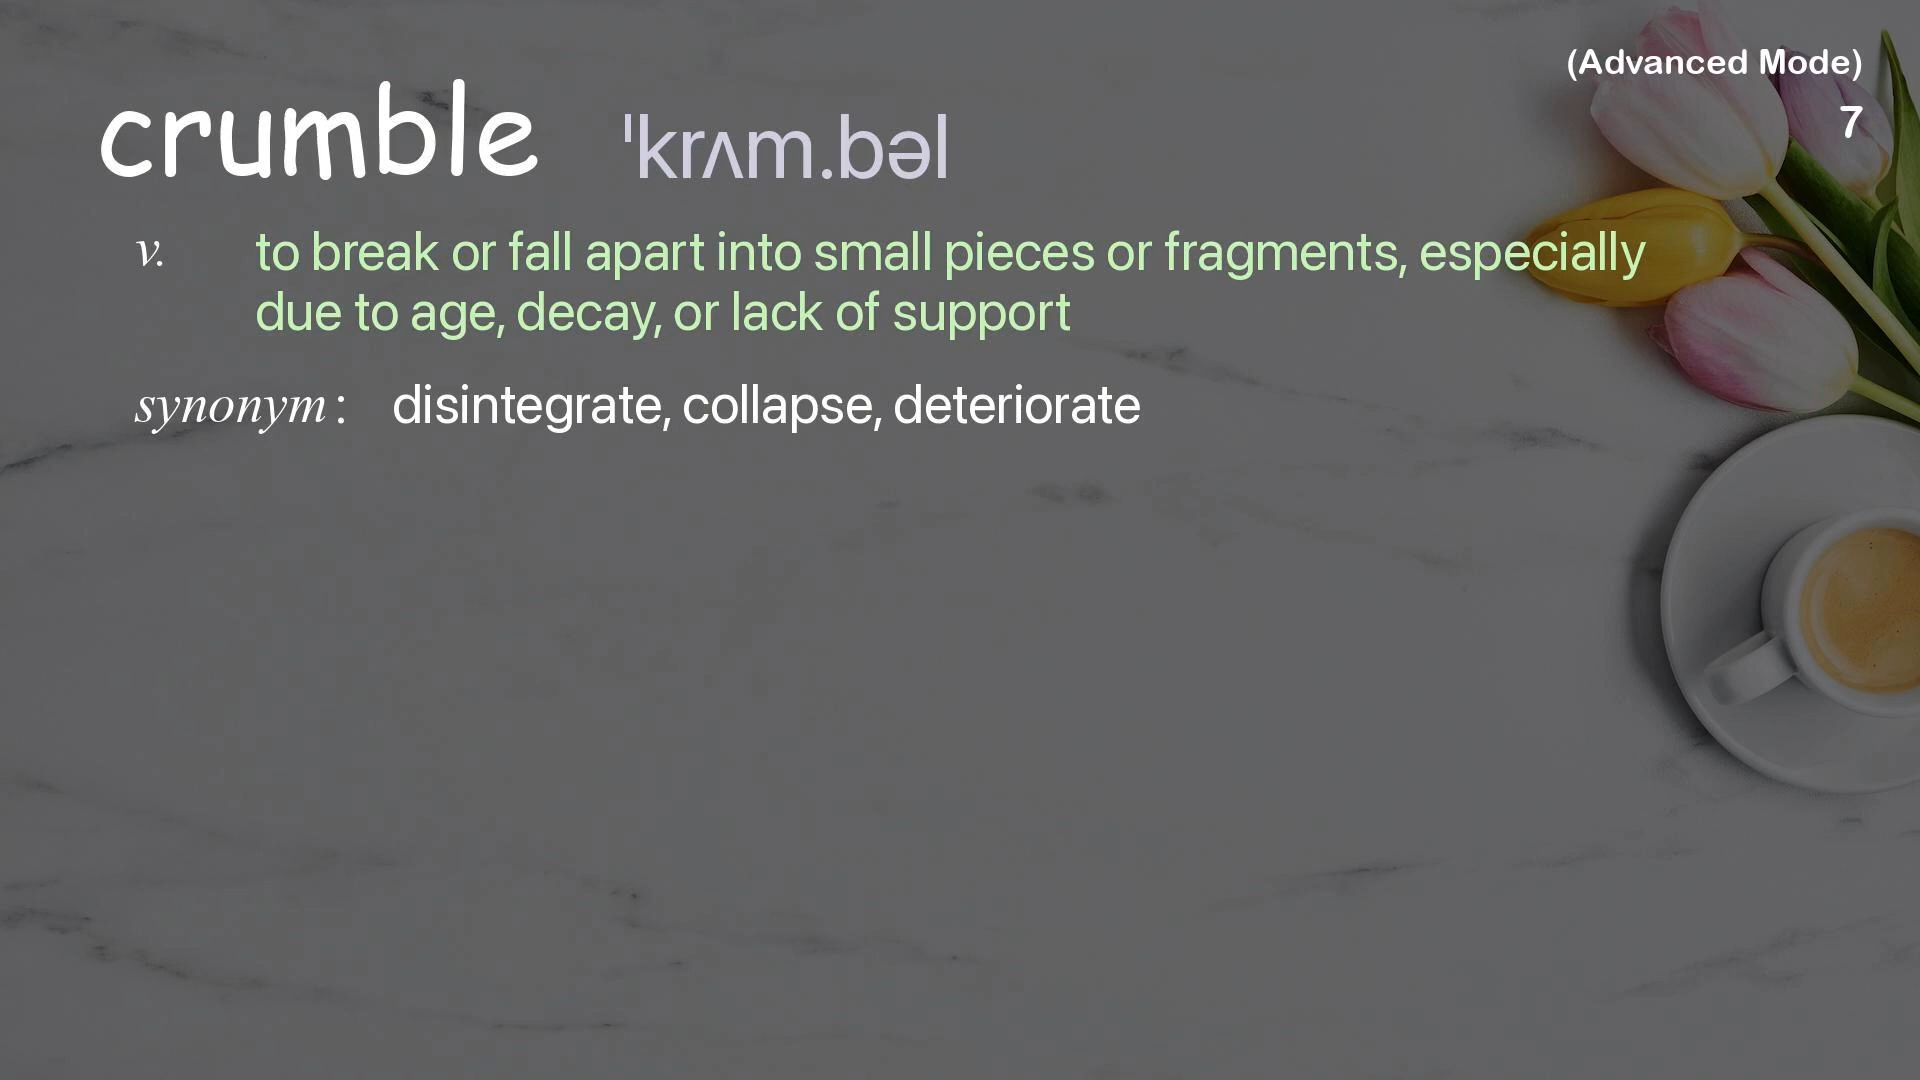 (Advanced Mode)
7
crumble ˈkrʌm.bəl
v. to break or fall apart into small pieces or fragments, especially
due to age, decay, or lack of support
synonym : disintegrate, collapse, deteriorate